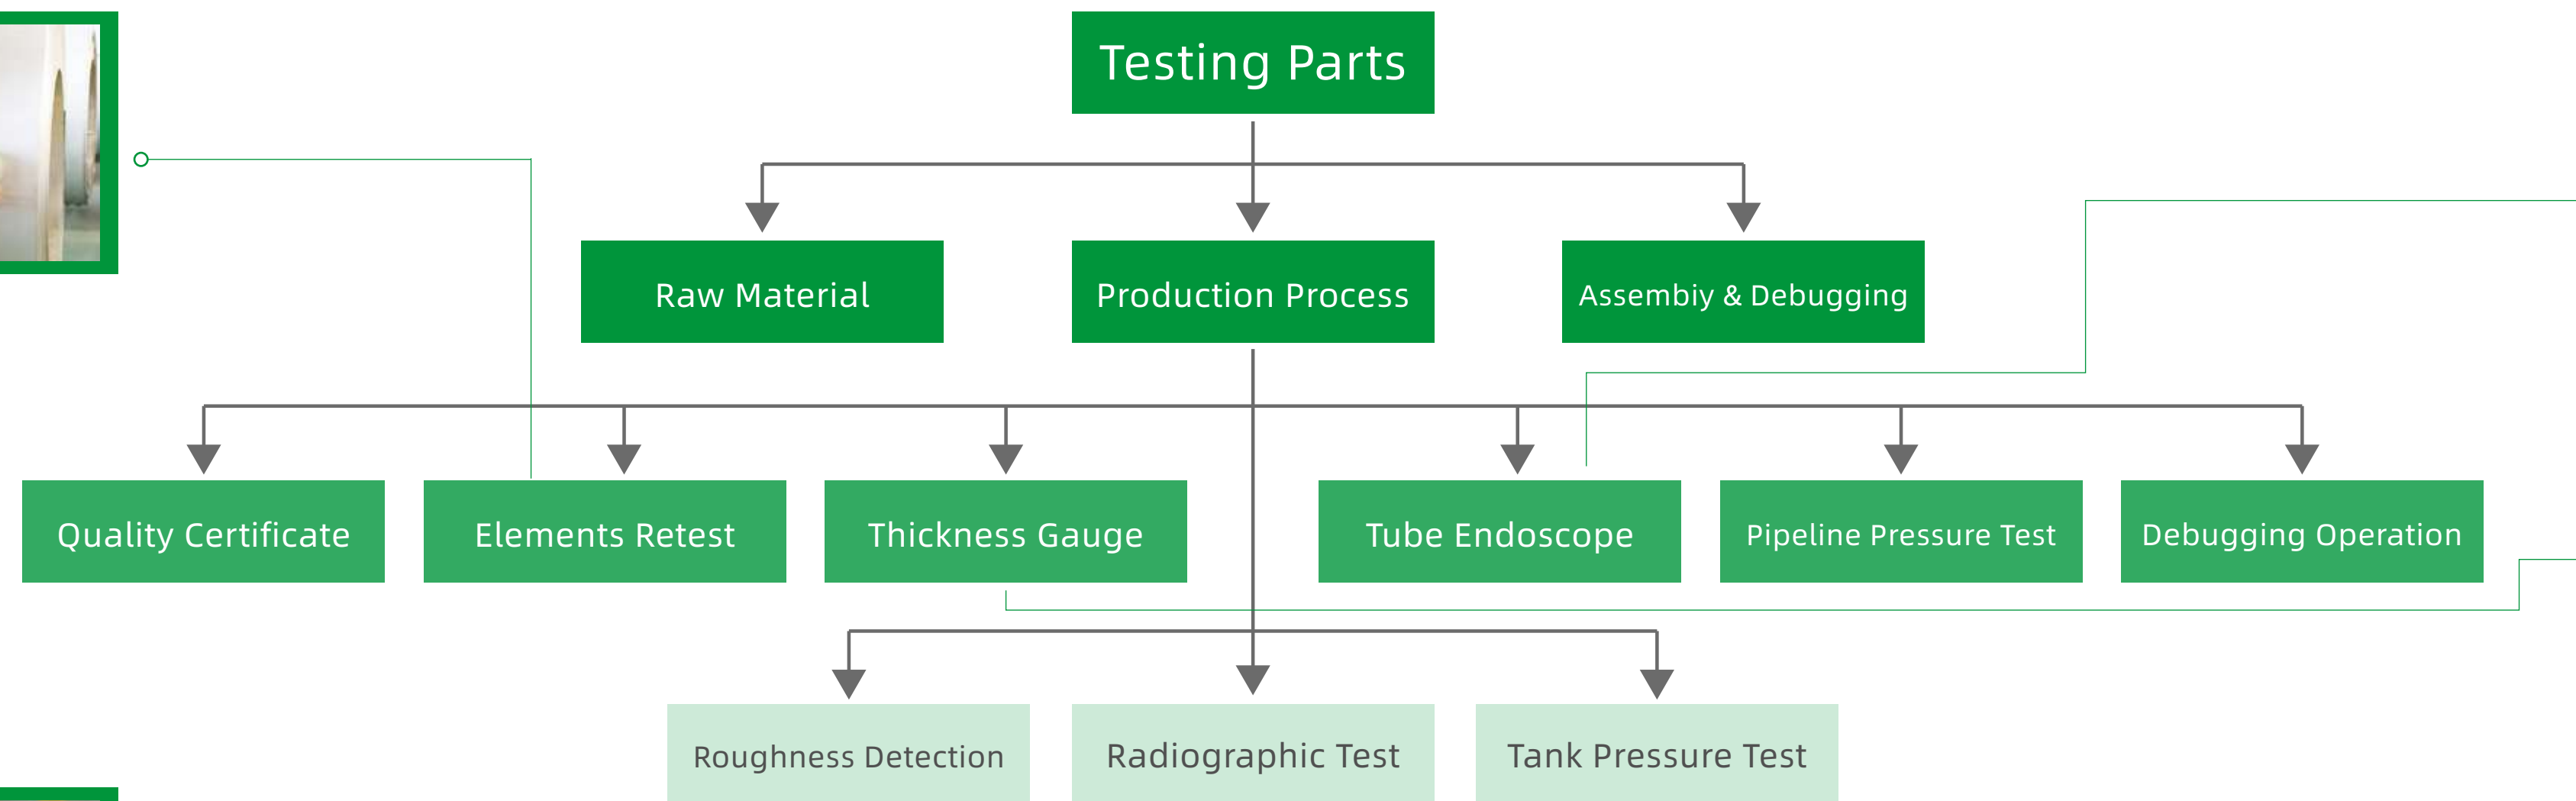 Testing Parts
Raw Material
Production Process
Assembiy & Debugging
Quality Certificate
Elements Retest
Thickness Gauge
Tube Endoscope
Pipeline Pressure Test
Debugging Operation
Roughness Detection
Radiographic Test
Tank Pressure Test